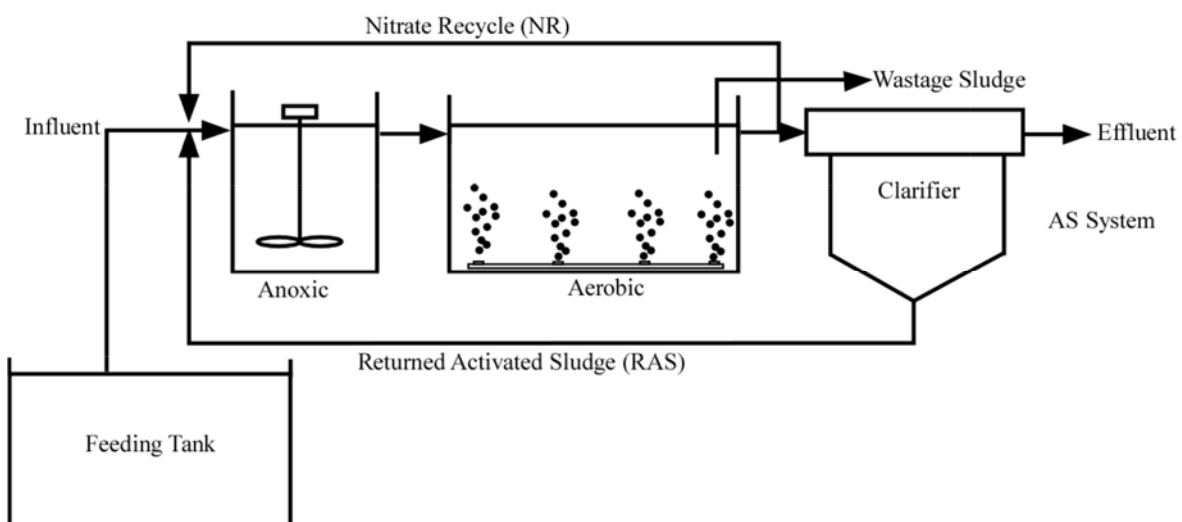 Nitrate Recycle (NR)
Wastage Sludge
Influent
Effluent
Clarifier
AS System
Anoxic
Aerobic
Returned Activated Sludge (RAS)
Feeding Tank